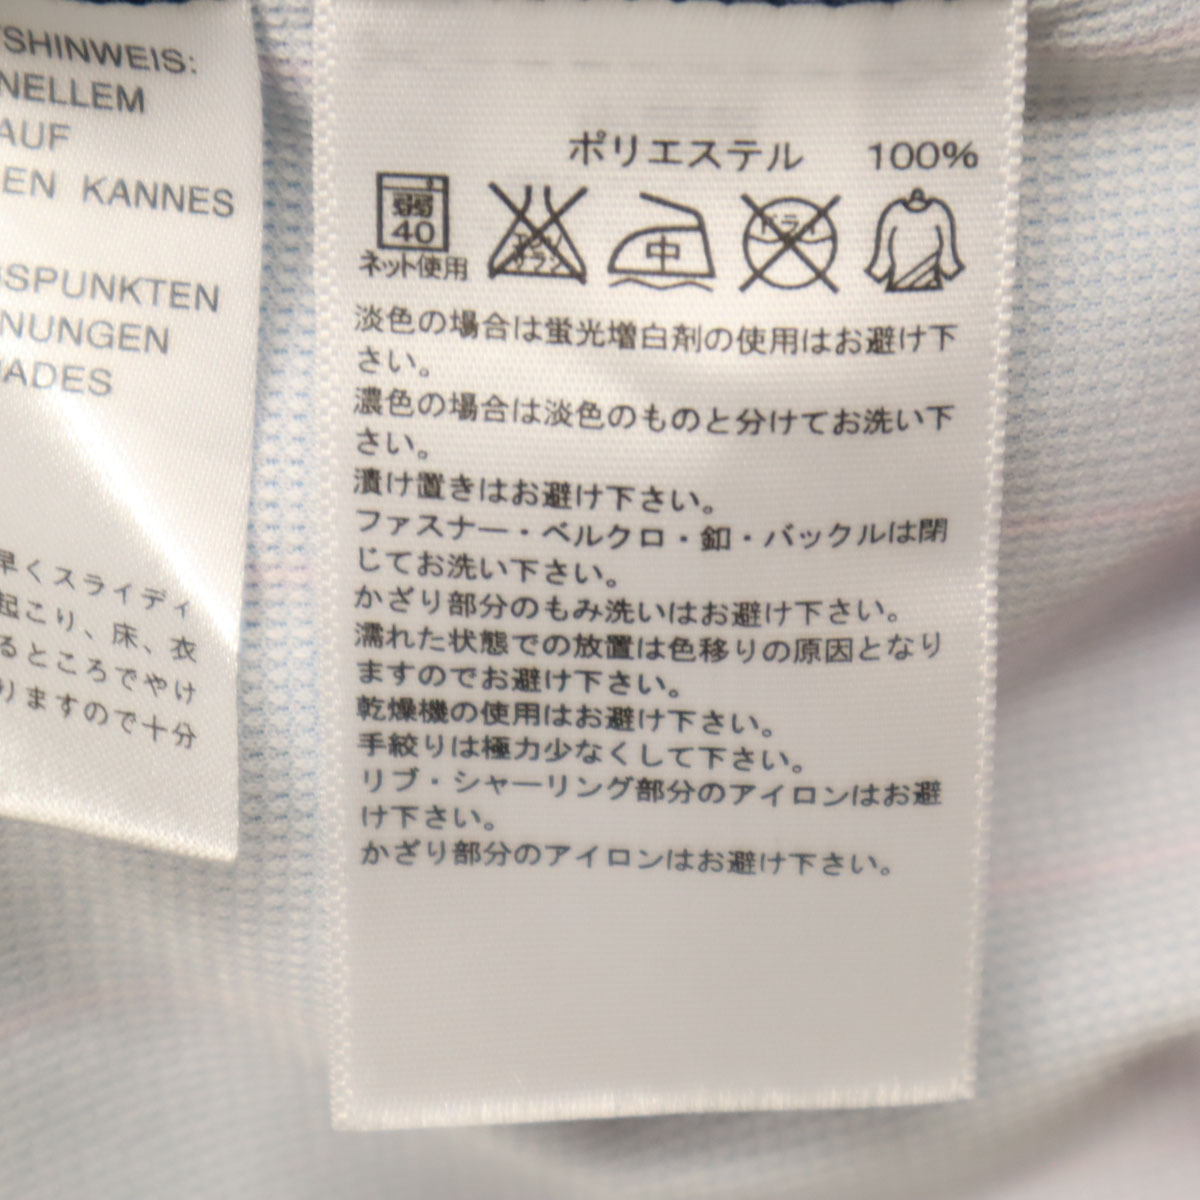 TSHINWEIS:
NELLEM
AUF
EN KANNES
SPUNKTEN
NUNGEN
ADES
早くスライディ
起こり、床、衣
るところでやけ
りますので十分
ポリエステル 100%
弱
40
ネット使用
エンソ
サラシ
中
ドライ
淡色の場合は蛍光増白剤の使用はお避け下
さい。
濃色の場合は淡色のものと分けてお洗い下
さい。
漬け置きはお避け下さい。
ファスナー・ベルクロ・釦・バックルは閉
じてお洗い下さい。
かざり部分のもみ洗いはお避け下さい。
濡れた状態での放置は色移りの原因となり
ますのでお避け下さい。
乾燥機の使用はお避け下さい。
手絞りは極力少なくして下さい。
リブ・シャーリング部分のアイロンはお避
け下さい。
かざり部分のアイロンはお避け下さい。